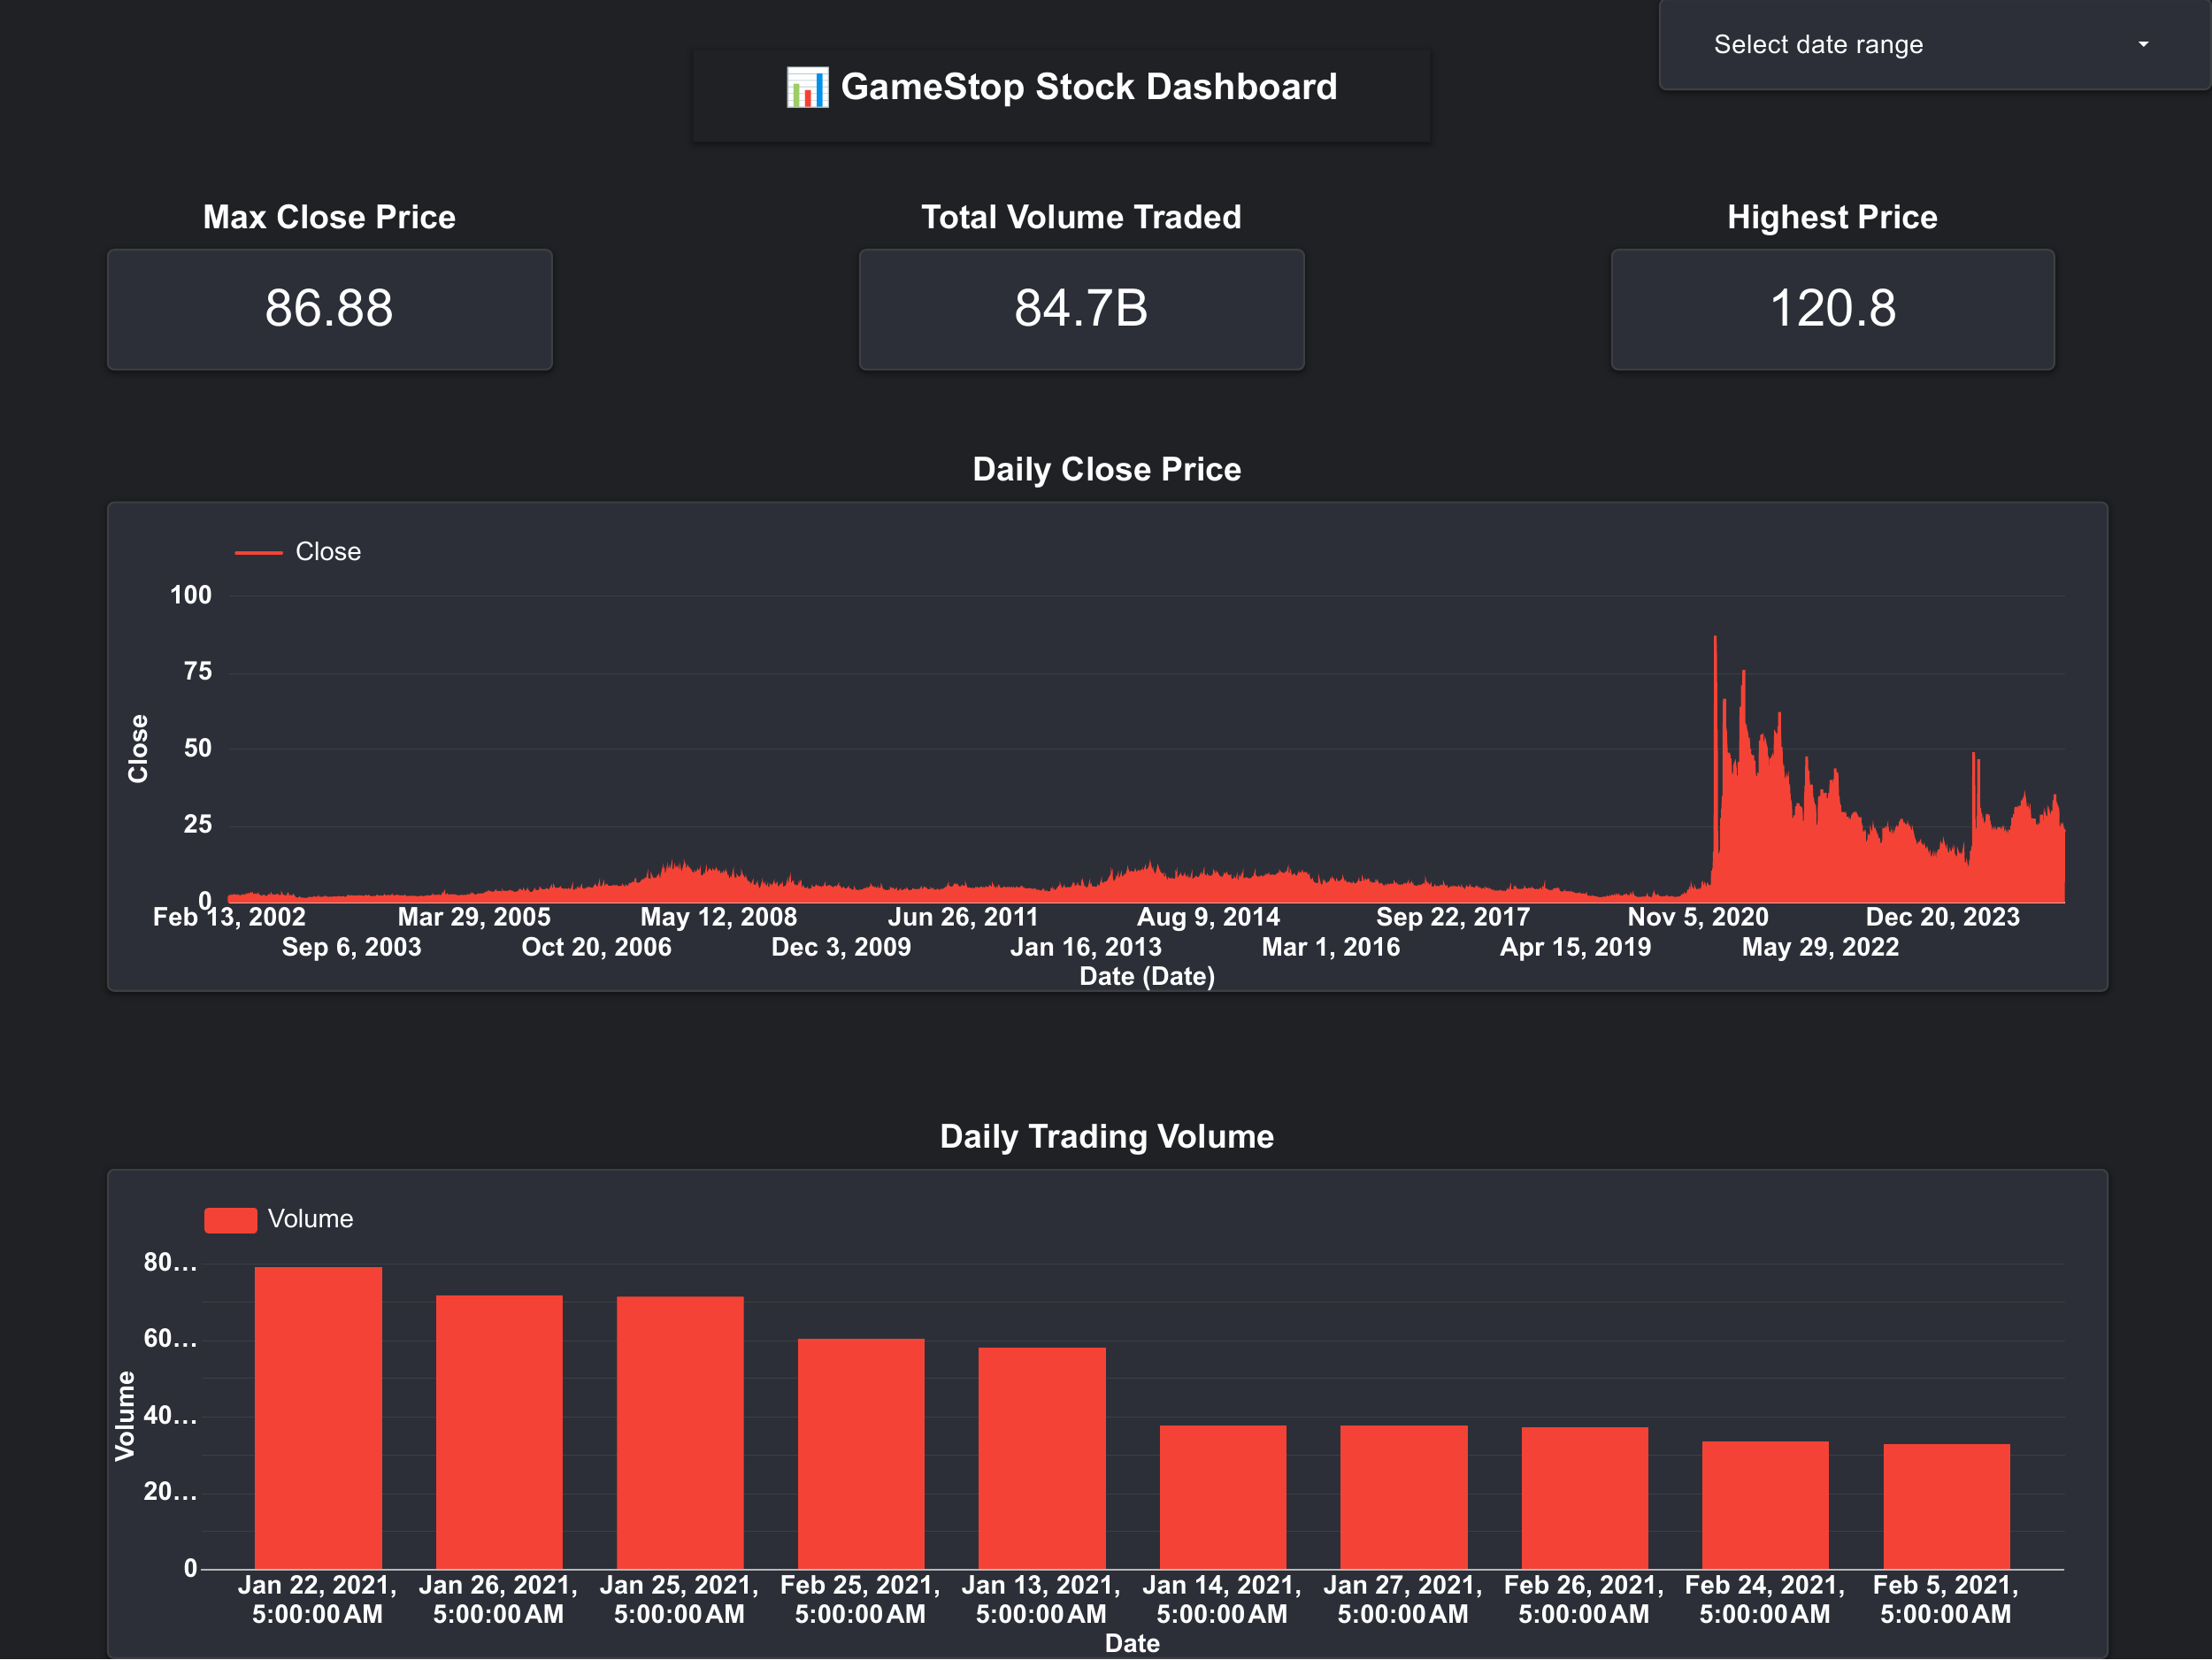 Select date range
📊 GameStop Stock Dashboard
Max Close Price
Total Volume Traded
Highest Price
86.88
84.7B
120.8
Daily Close Price
Close
100
75
50
25
0
Close
Feb 13, 2002
Mar 29, 2005
May 12, 2008
Jun 26, 2011
Aug 9, 2014
Sep 22, 2017
Nov 5, 2020
Dec 20, 2023
Sep 6, 2003
Oct 20, 2006
Dec 3, 2009
Jan 16, 2013
Mar 1, 2016
Apr 15, 2019
May 29, 2022
Date (Date)
Daily Trading Volume
Volume
80…
60…
40…
20…
0
Volume
Jan 22, 2021,
5:00:00 AM
Jan 26, 2021,
5:00:00 AM
Jan 25, 2021,
5:00:00 AM
Feb 25, 2021,
5:00:00 AM
Jan 13, 2021,
5:00:00 AM
Jan 14, 2021,
5:00:00 AM
Jan 27, 2021,
5:00:00 AM
Feb 26, 2021,
5:00:00 AM
Feb 24, 2021,
5:00:00 AM
Feb 5, 2021,
5:00:00 AM
Date